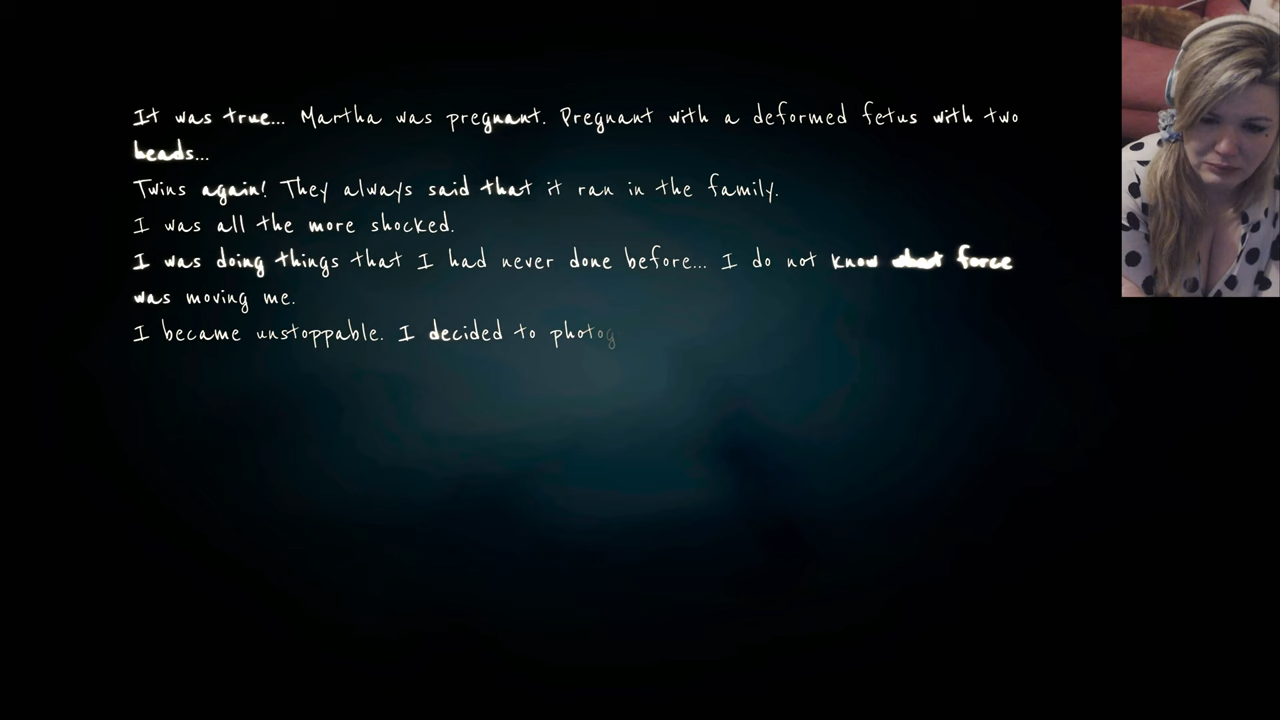 It was true... Martha was pregnant. Pregnant with a deformed fetus with two
heads...
Twins again! They always said that it ran in the family.
I was all the more shocked.
I was doing things that I had never done before... I do not know what force
was moving me.
I became unstoppable. I decided to photog